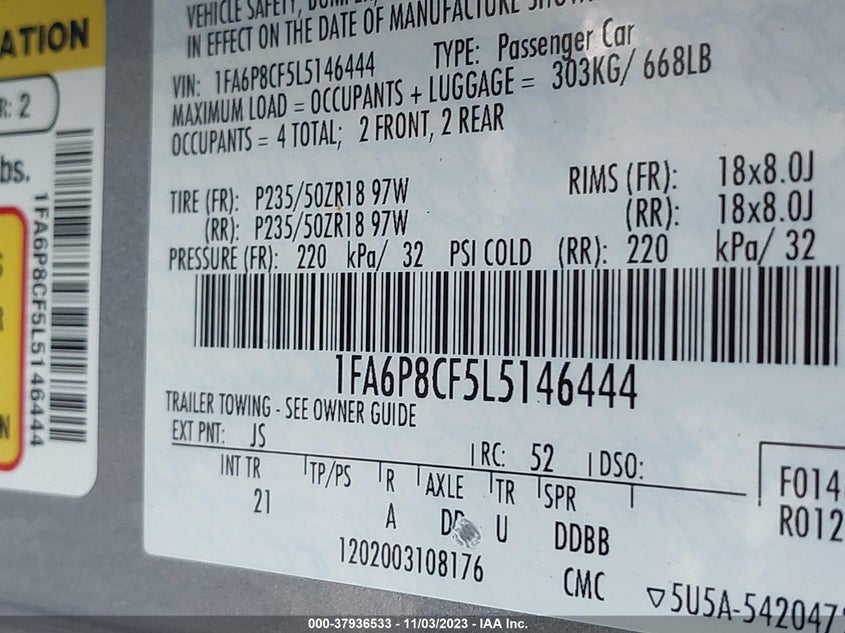 ATION
R: 2
bs.
1FA6P8CF5L5146444
N
VEHICLE SAFETY,
IN EFFECT ON THE DATE OF MANUFACTURE
VIN: 1FA6P8CF5L5146444 TYPE: Passenger Car
MAXIMUM LOAD = OCCUPANTS + LUGGAGE = 303KG/ 668LB
OCCUPANTS = 4 TOTAL; 2 FRONT, 2 REAR
TIRE (FR): P235/50ZR18 97W RIMS (FR): 18x8.0J
(RR): P235/50ZR18 97W (RR): 18x8.0J
PRESSURE (FR): 220 kPa/ 32 PSI COLD (RR): 220 kPa/ 32
1FA6P8CF5L5146444
TRAILER TOWING - SEE OWNER GUIDE
EXT PNT: JS RC: 52 DSO:
INT TR TP/PS R AXLE TR SPR
21 A U DDBB
F014
R012
1202003108176 CMC
▽5U5A-542047
000-37936533 - 11/03/2023 - IAA Inc.